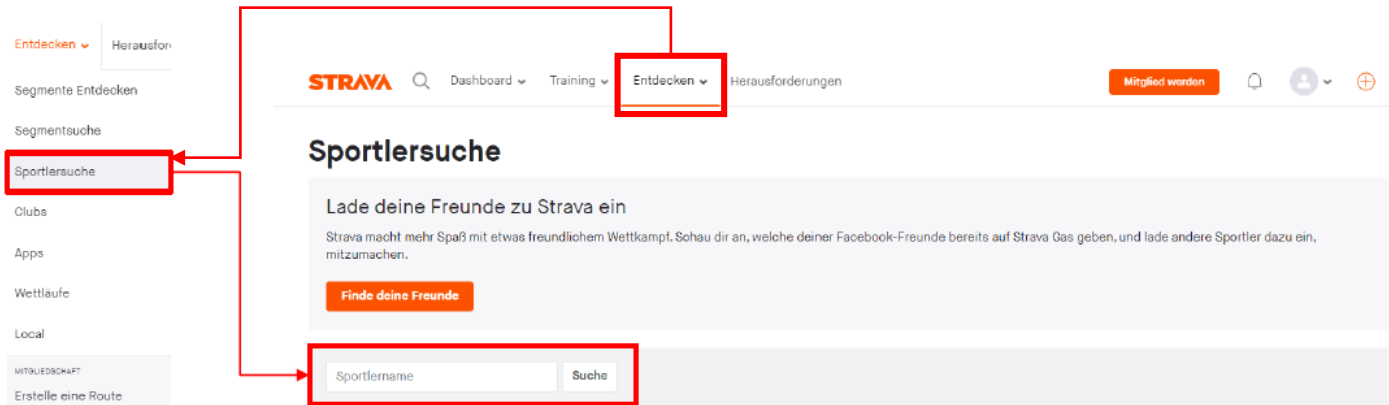 Entdecken Herausfor
Segmente Entdecken
Segmentsuche
Sportlersuche
Clubs
Apps
Wettläufe
Local
MITGLIEDSCHAFT
Erstelle eine Route
STRAVA Dashboard Training Entdecken Herausforderungen Mitglied werden
Sportlersuche
Lade deine Freunde zu Strava ein
Strava macht mehr Spaß mit etwas freundlichem Wettkampf. Schau dir an, welche deiner Facebook-Freunde bereits auf Strava Gas geben, und lade andere Sportler dazu ein,
mitzumachen.
Finde deine Freunde
Sportlername Suche